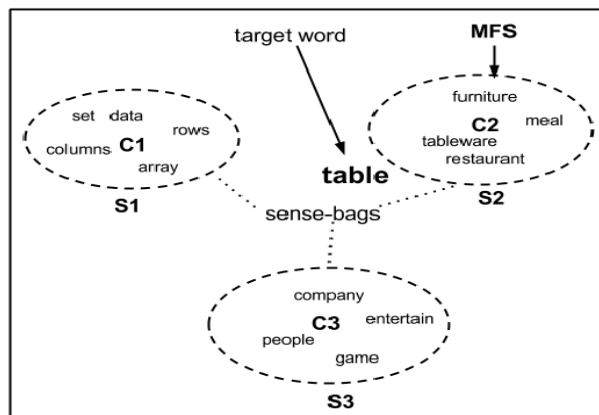 target word
MFS
furniture
C2
meal
tableware
restaurant
S2
set data
rows
columns C1
array
S1
table
sense-bags
company
C3
entertain
people
game
S3